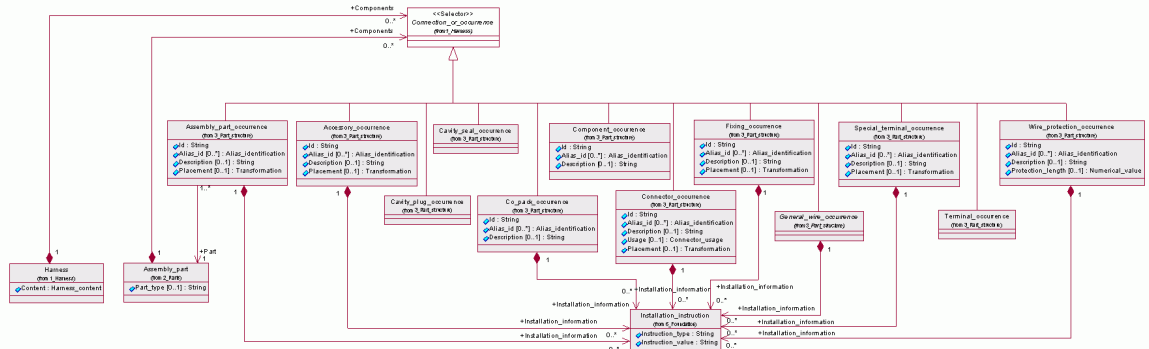 +Components
0..*
<<Selector>>
Connection_or_occurrence
(from 1_Harness)
+Components
0..*
Assembly_part_occurrence
(from 3_Part_structure)
Id : String
Alias_id [0..*] : Alias_identification
Description [0..1] : String
Placement [0..1] : Transformation
Accessory_occurrence
(from 3_Part_structure)
Id : String
Alias_id [0..*] : Alias_identification
Description [0..1] : String
Placement [0..1] : Transformation
Cavity_seal_occurrence
(from 3_Part_structure)
Component_occurrence
(from 3_Part_structure)
Id : String
Alias_id [0..*] : Alias_identification
Description [0..1] : String
Fixing_occurrence
(from 3_Part_structure)
Id : String
Alias_id [0..*] : Alias_identification
Description [0..1] : String
Placement [0..1] : Transformation
Special_terminal_occurrence
(from 3_Part_structure)
Id : String
Alias_id [0..*] : Alias_identification
Description [0..1] : String
Placement [0..1] : Transformation
Wire_protection_occurrence
(from 3_Part_structure)
Id : String
Alias_id [0..*] : Alias_identification
Description [0..1] : String
Protection_length [0..1] : Numerical_value
1..*
1
1
1
1
1
Cavity_plug_occurrence
(from 3_Part_structure)
Co_pack_occurrence
(from 3_Part_structure)
Id : String
Alias_id [0..*] : Alias_identification
Description [0..1] : String
Connector_occurrence
(from 3_Part_structure)
Id : String
Alias_id [0..*] : Alias_identification
Description [0..1] : String
Usage [0..1] : Connector_usage
Placement [0..1] : Transformation
General_wire_occurrence
(from 3_Part_structure)
Terminal_occurrence
(from 3_Part_structure)
1
1
+Part
1
1
1
1
Harness
(from 1_Harness)
Content : Harness_content
Assembly_part
(from 2_Parts)
Part_type [0..1] : String
0..*
+Installation_information
+Installation_information
0..*
0..*
+Installation_information
+Installation_information
Installation_instruction
(from 6_Foundation)
Instruction_type : String
Instruction_value : String
+Installation_information
0..*
+Installation_information
0..*
0..*
+Installation_information
+Installation_information
0..*
0..*